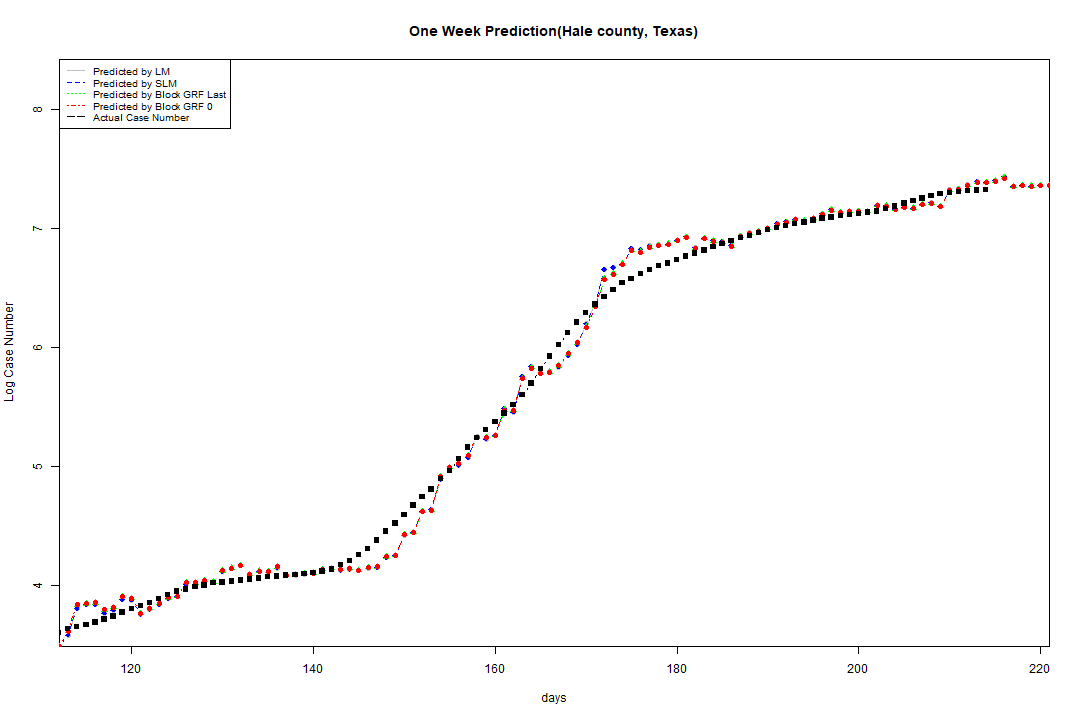 One Week Prediction(Hale county, Texas)
Predicted by LM
Predicted by SLM
Predicted by Block GRF Last
Predicted by Block GRF 0
Actual Case Number
8
7
6
5
4
Log Case Number
120 140 160 180 200 220
days